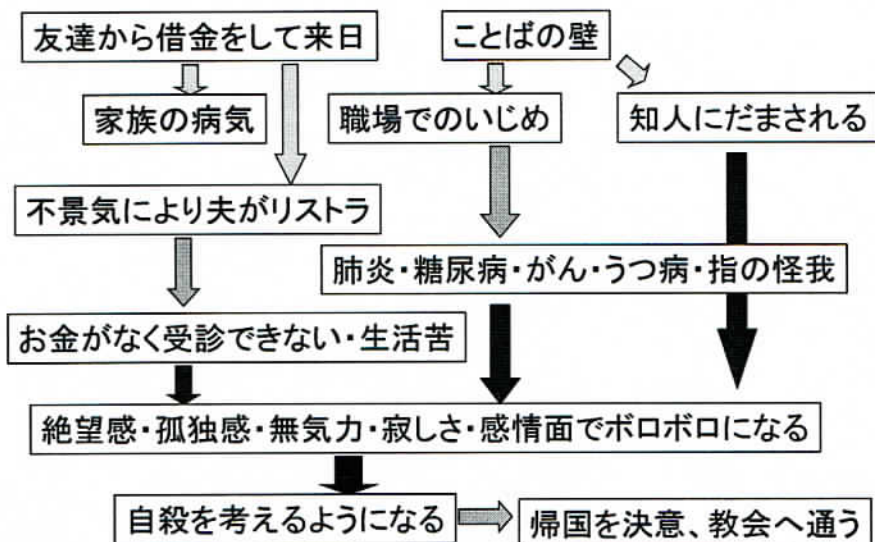 友達から借金をして来日
ことばの壁
家族の病気
職場でのいじめ
知人にだまされる
不景気により夫がリストラ
肺炎・糖尿病・がん・うつ病・指の怪我
お金がなく受診できない・生活苦
絶望感・孤独感・無気力・寂しさ・感情面でボロボロになる
自殺を考えるようになる
帰国を決意、教会へ通う